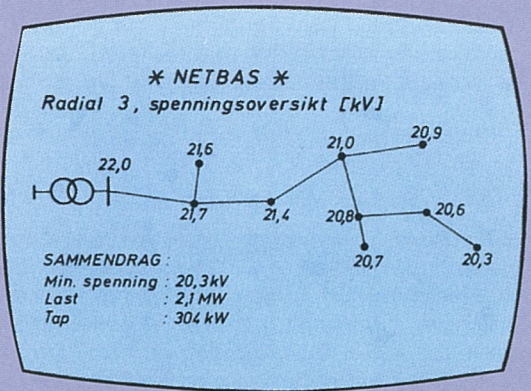 * NETBAS *
Radial 3, spenningsoversikt [kV]
22,0
21,6
21,7
21,4
21,0
20,9
20,8
20,6
20,7
20,3
SAMMENDRAG :
Min. spenning : 20,3kV
Last : 2,1 MW
Tap : 304 kW